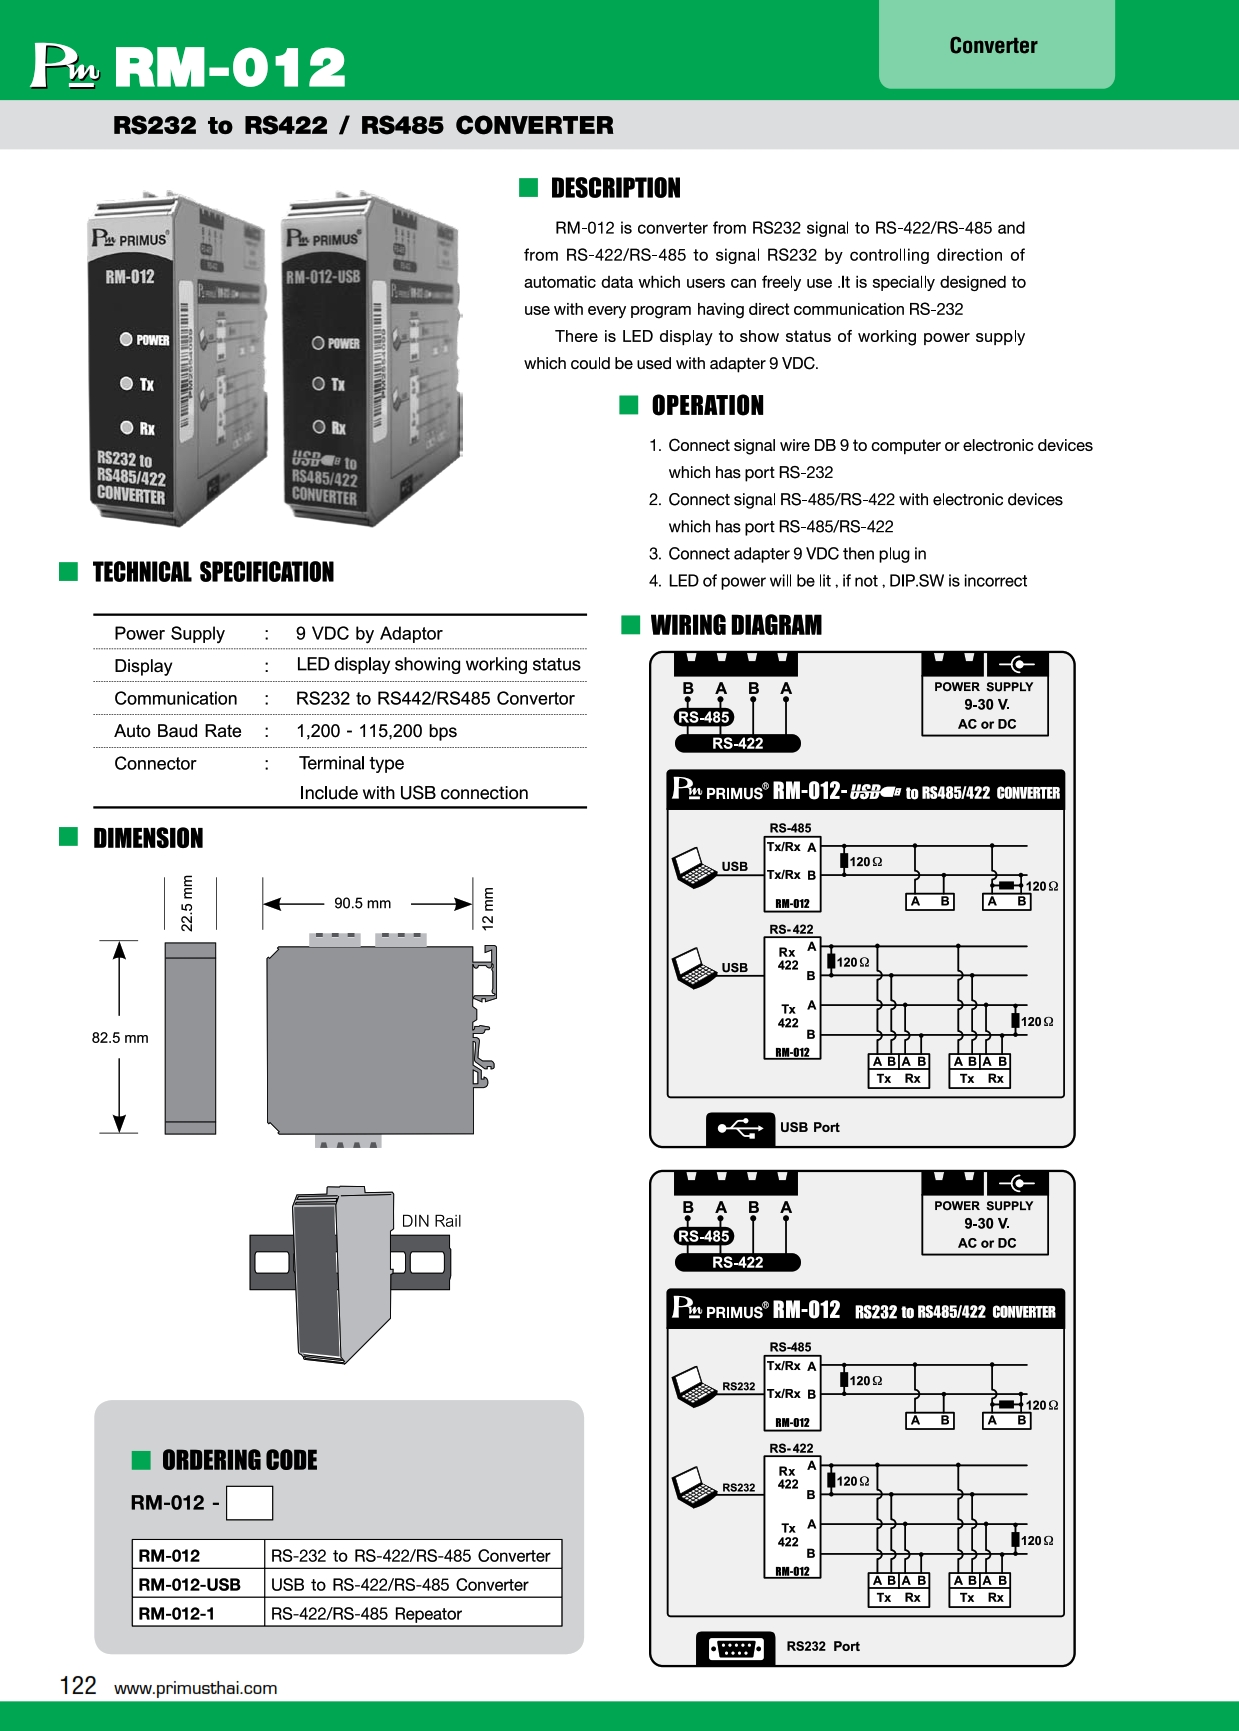 Converter
Pm RM-012
RS232 to RS422 / RS485 CONVERTER
Pm PRIMUS®
RM-012
POWER
Tx
Rx
RS232 to
RS485/422
CONVERTER
Pm PRIMUS®
RM-012-USB
POWER
Tx
Rx
USB to
RS485/422
CONVERTER
DESCRIPTION
RM-012 is converter from RS232 signal to RS-422/RS-485 and
from RS-422/RS-485 to signal RS232 by controlling direction of
automatic data which users can freely use .It is specially designed to
use with every program having direct communication RS-232
There is LED display to show status of working power supply
which could be used with adapter 9 VDC.
OPERATION
1. Connect signal wire DB 9 to computer or electronic devices
which has port RS-232
2. Connect signal RS-485/RS-422 with electronic devices
which has port RS-485/RS-422
3. Connect adapter 9 VDC then plug in
4. LED of power will be lit , if not , DIP.SW is incorrect
TECHNICAL SPECIFICATION
Power Supply : 9 VDC by Adaptor
Display : LED display showing working status
Communication : RS232 to RS442/RS485 Convertor
Auto Baud Rate : 1,200 - 115,200 bps
Connector : Terminal type
Include with USB connection
DIMENSION
22.5 mm
90.5 mm
12 mm
82.5 mm
DIN Rail
ORDERING CODE
RM-012 -
RM-012 RS-232 to RS-422/RS-485 Converter
RM-012-USB USB to RS-422/RS-485 Converter
RM-012-1 RS-422/RS-485 Repeator
WIRING DIAGRAM
B A B A
RS-485
RS-422
POWER SUPPLY
9-30 V.
AC or DC
Pm PRIMUS® RM-012-USB to RS485/422 CONVERTER
RS-485
Tx/Rx A
120 Ω
USB
Tx/Rx B
120 Ω
RM-012
A B
A B
RS-422
A
Rx
422
120 Ω
USB
B
Tx A
422
120 Ω
B
RM-012
A B A B
A B A B
Tx Rx
Tx Rx
USB Port
B A B A
RS-485
RS-422
POWER SUPPLY
9-30 V.
AC or DC
Pm PRIMUS® RM-012 RS232 to RS485/422 CONVERTER
RS-485
Tx/Rx A
120 Ω
RS232
Tx/Rx B
120 Ω
RM-012
A B
A B
RS-422
A
Rx
422
120 Ω
RS232
B
Tx A
422
120 Ω
B
RM-012
A B A B
A B A B
Tx Rx
Tx Rx
RS232 Port
122 www.primusthai.com